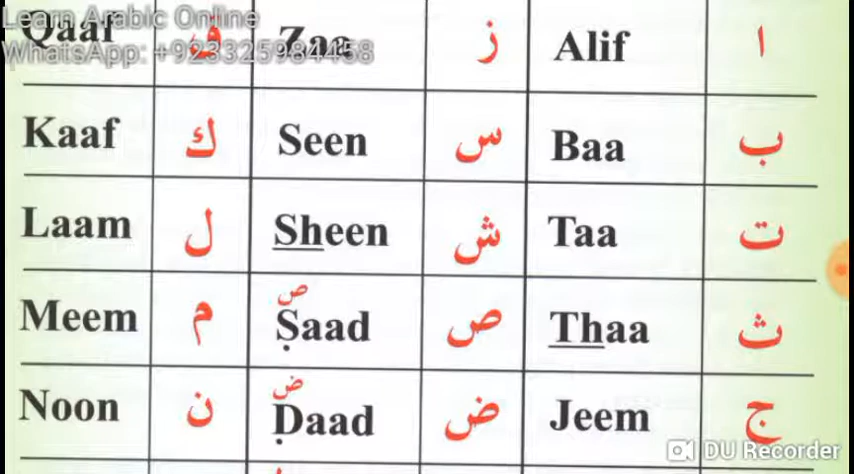 Learn Arabic Online
WhatsApp: +923325984458
Qaaf ق Zaa ز Alif ا
Kaaf ك Seen س Baa ب
Laam ل Sheen ش Taa ت
Meem م Ṣaad ص ص Thaa ث
Noon ن Ḍaad ض ض Jeem ج
DU Recorder